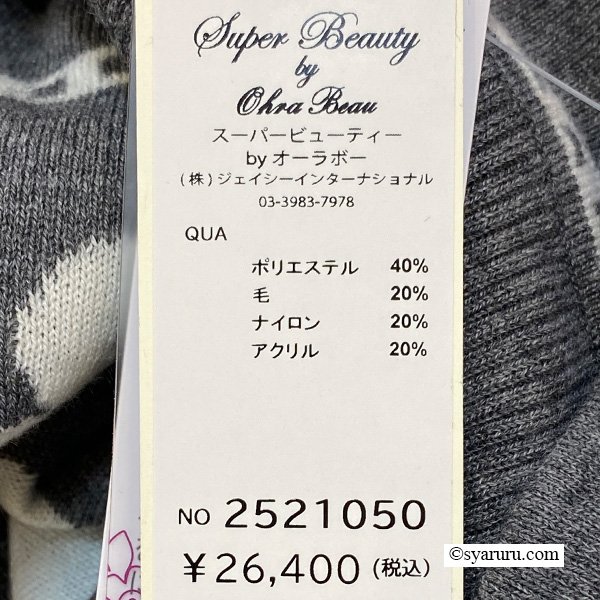 Super Beauty
by
Ohra Beau
スーパービューティー
by オーラボー
(株)ジェイシーインターナショナル
03-3983-7978
QUA
ポリエステル 40%
毛 20%
ナイロン 20%
アクリル 20%
NO 2521050
¥26,400(税込)
©syaruru.com